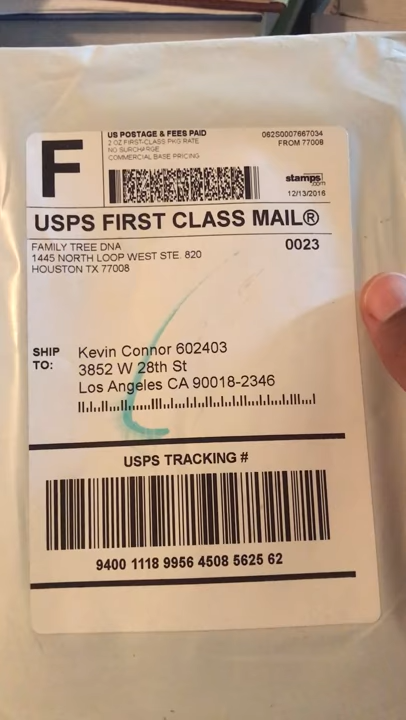 F
US POSTAGE & FEES PAID
2 OZ FIRST-CLASS PKG RATE
NO SURCHARGE
COMMERCIAL BASE PRICING
062S0007667034
FROM 77008
stamps.com
12/13/2016
USPS FIRST CLASS MAIL®
FAMILY TREE DNA
1445 NORTH LOOP WEST STE 820
HOUSTON TX 77008
0023
SHIP TO:
Kevin Connor 602403
3852 W 28th St
Los Angeles CA 90018-2346
USPS TRACKING #
9400 1118 9956 4508 5625 62